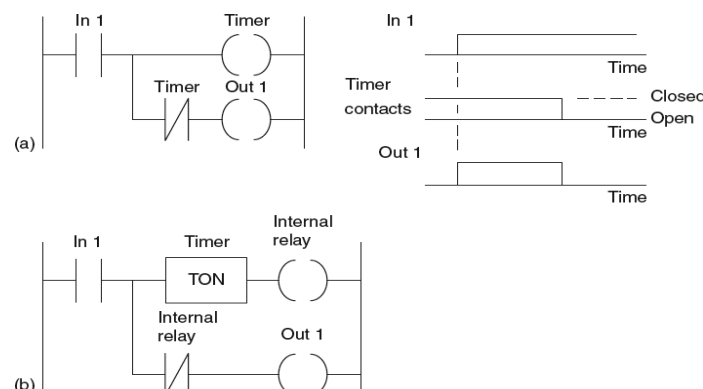 In 1
Timer
Timer
Out 1
(a)
In 1
Time
Timer
contacts
Closed
Open
Time
Out 1
Time
In 1
Timer
Internal
relay
TON
Internal
relay
Out 1
(b)